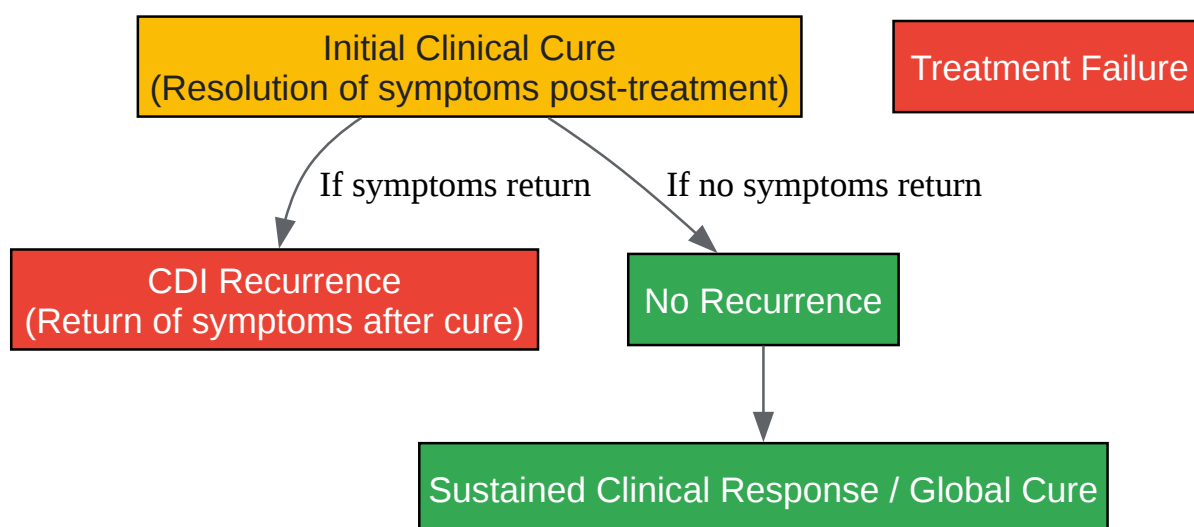 Initial Clinical Cure
(Resolution of symptoms post-treatment)
Treatment Failure
If symptoms return
If no symptoms return
CDI Recurrence
(Return of symptoms after cure)
No Recurrence
Sustained Clinical Response / Global Cure